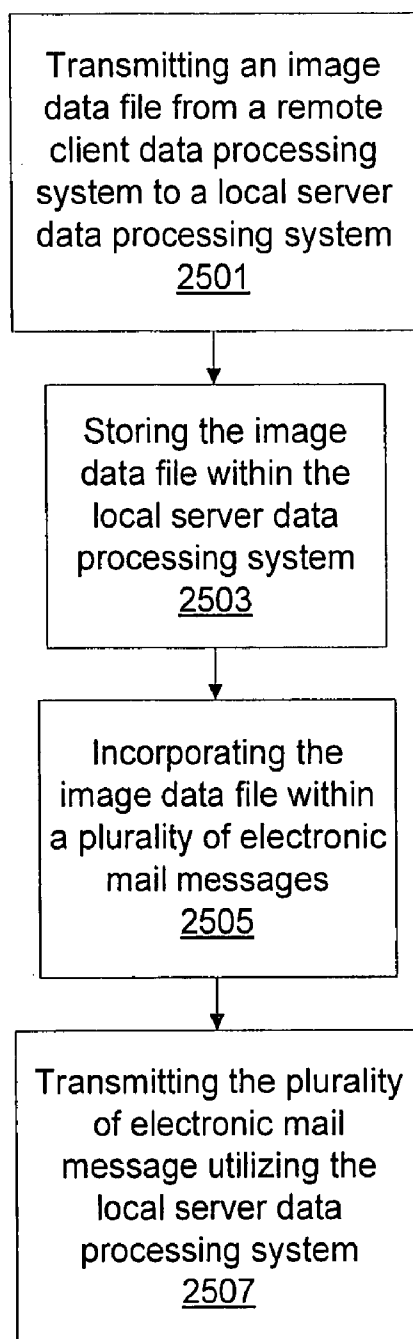 Transmitting an image
data file from a remote
client data processing
system to a local server
data processing system
2501
Storing the image
data file within the
local server data
processing system
2503
Incorporating the
image data file within
a plurality of electronic
mail messages
2505
Transmitting the plurality
of electronic mail
message utilizing the
local server data
processing system
2507